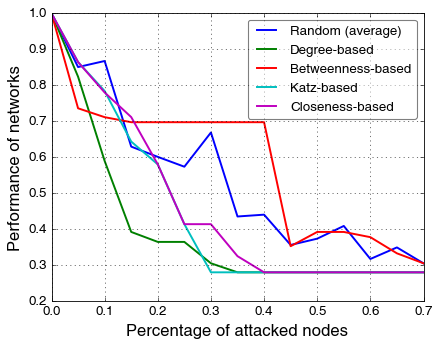 Performance of networks
1.0
0.9
0.8
0.7
0.6
0.5
0.4
0.3
0.2
Random (average)
Degree-based
Betweenness-based
Katz-based
Closeness-based
0.0 0.1 0.2 0.3 0.4 0.5 0.6 0.7
Percentage of attacked nodes